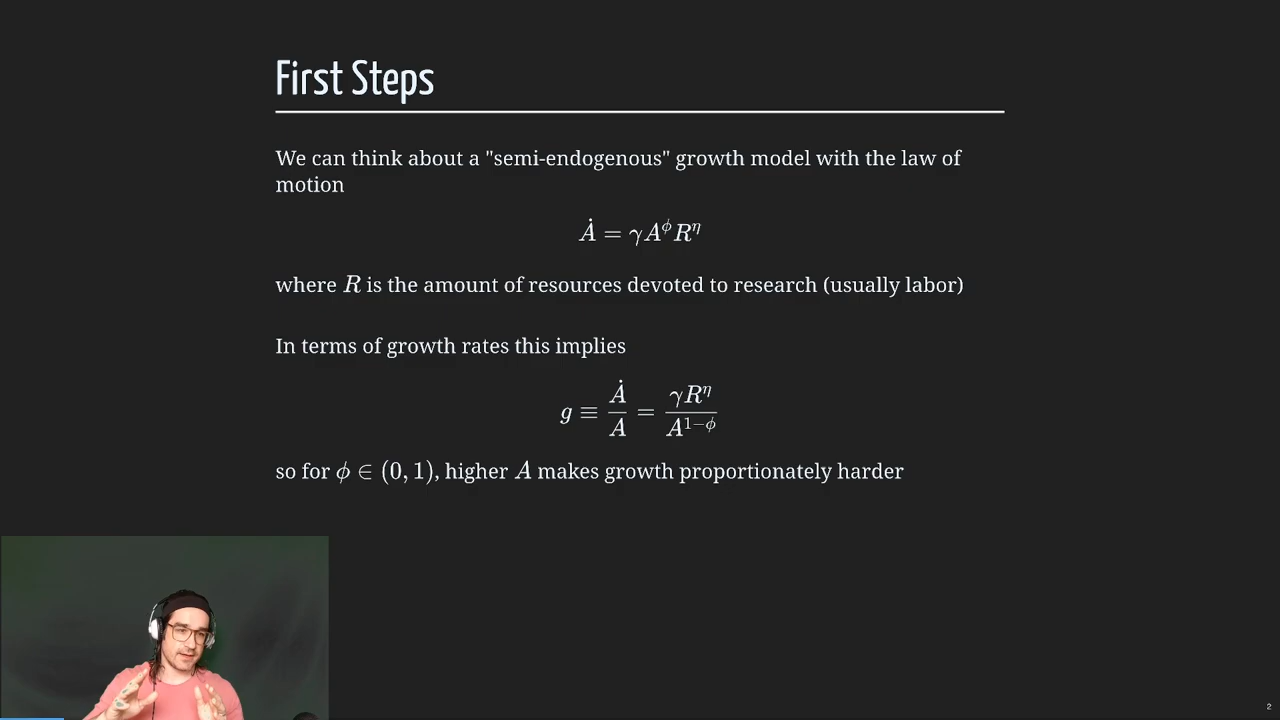 First Steps
We can think about a "semi-endogenous" growth model with the law of
motion
Ȧ = γA^ϕ R^η
where R is the amount of resources devoted to research (usually labor)
In terms of growth rates this implies
g ≡ Ȧ/A = γR^η / A^{1−ϕ}
so for ϕ ∈ (0, 1), higher A makes growth proportionately harder
2